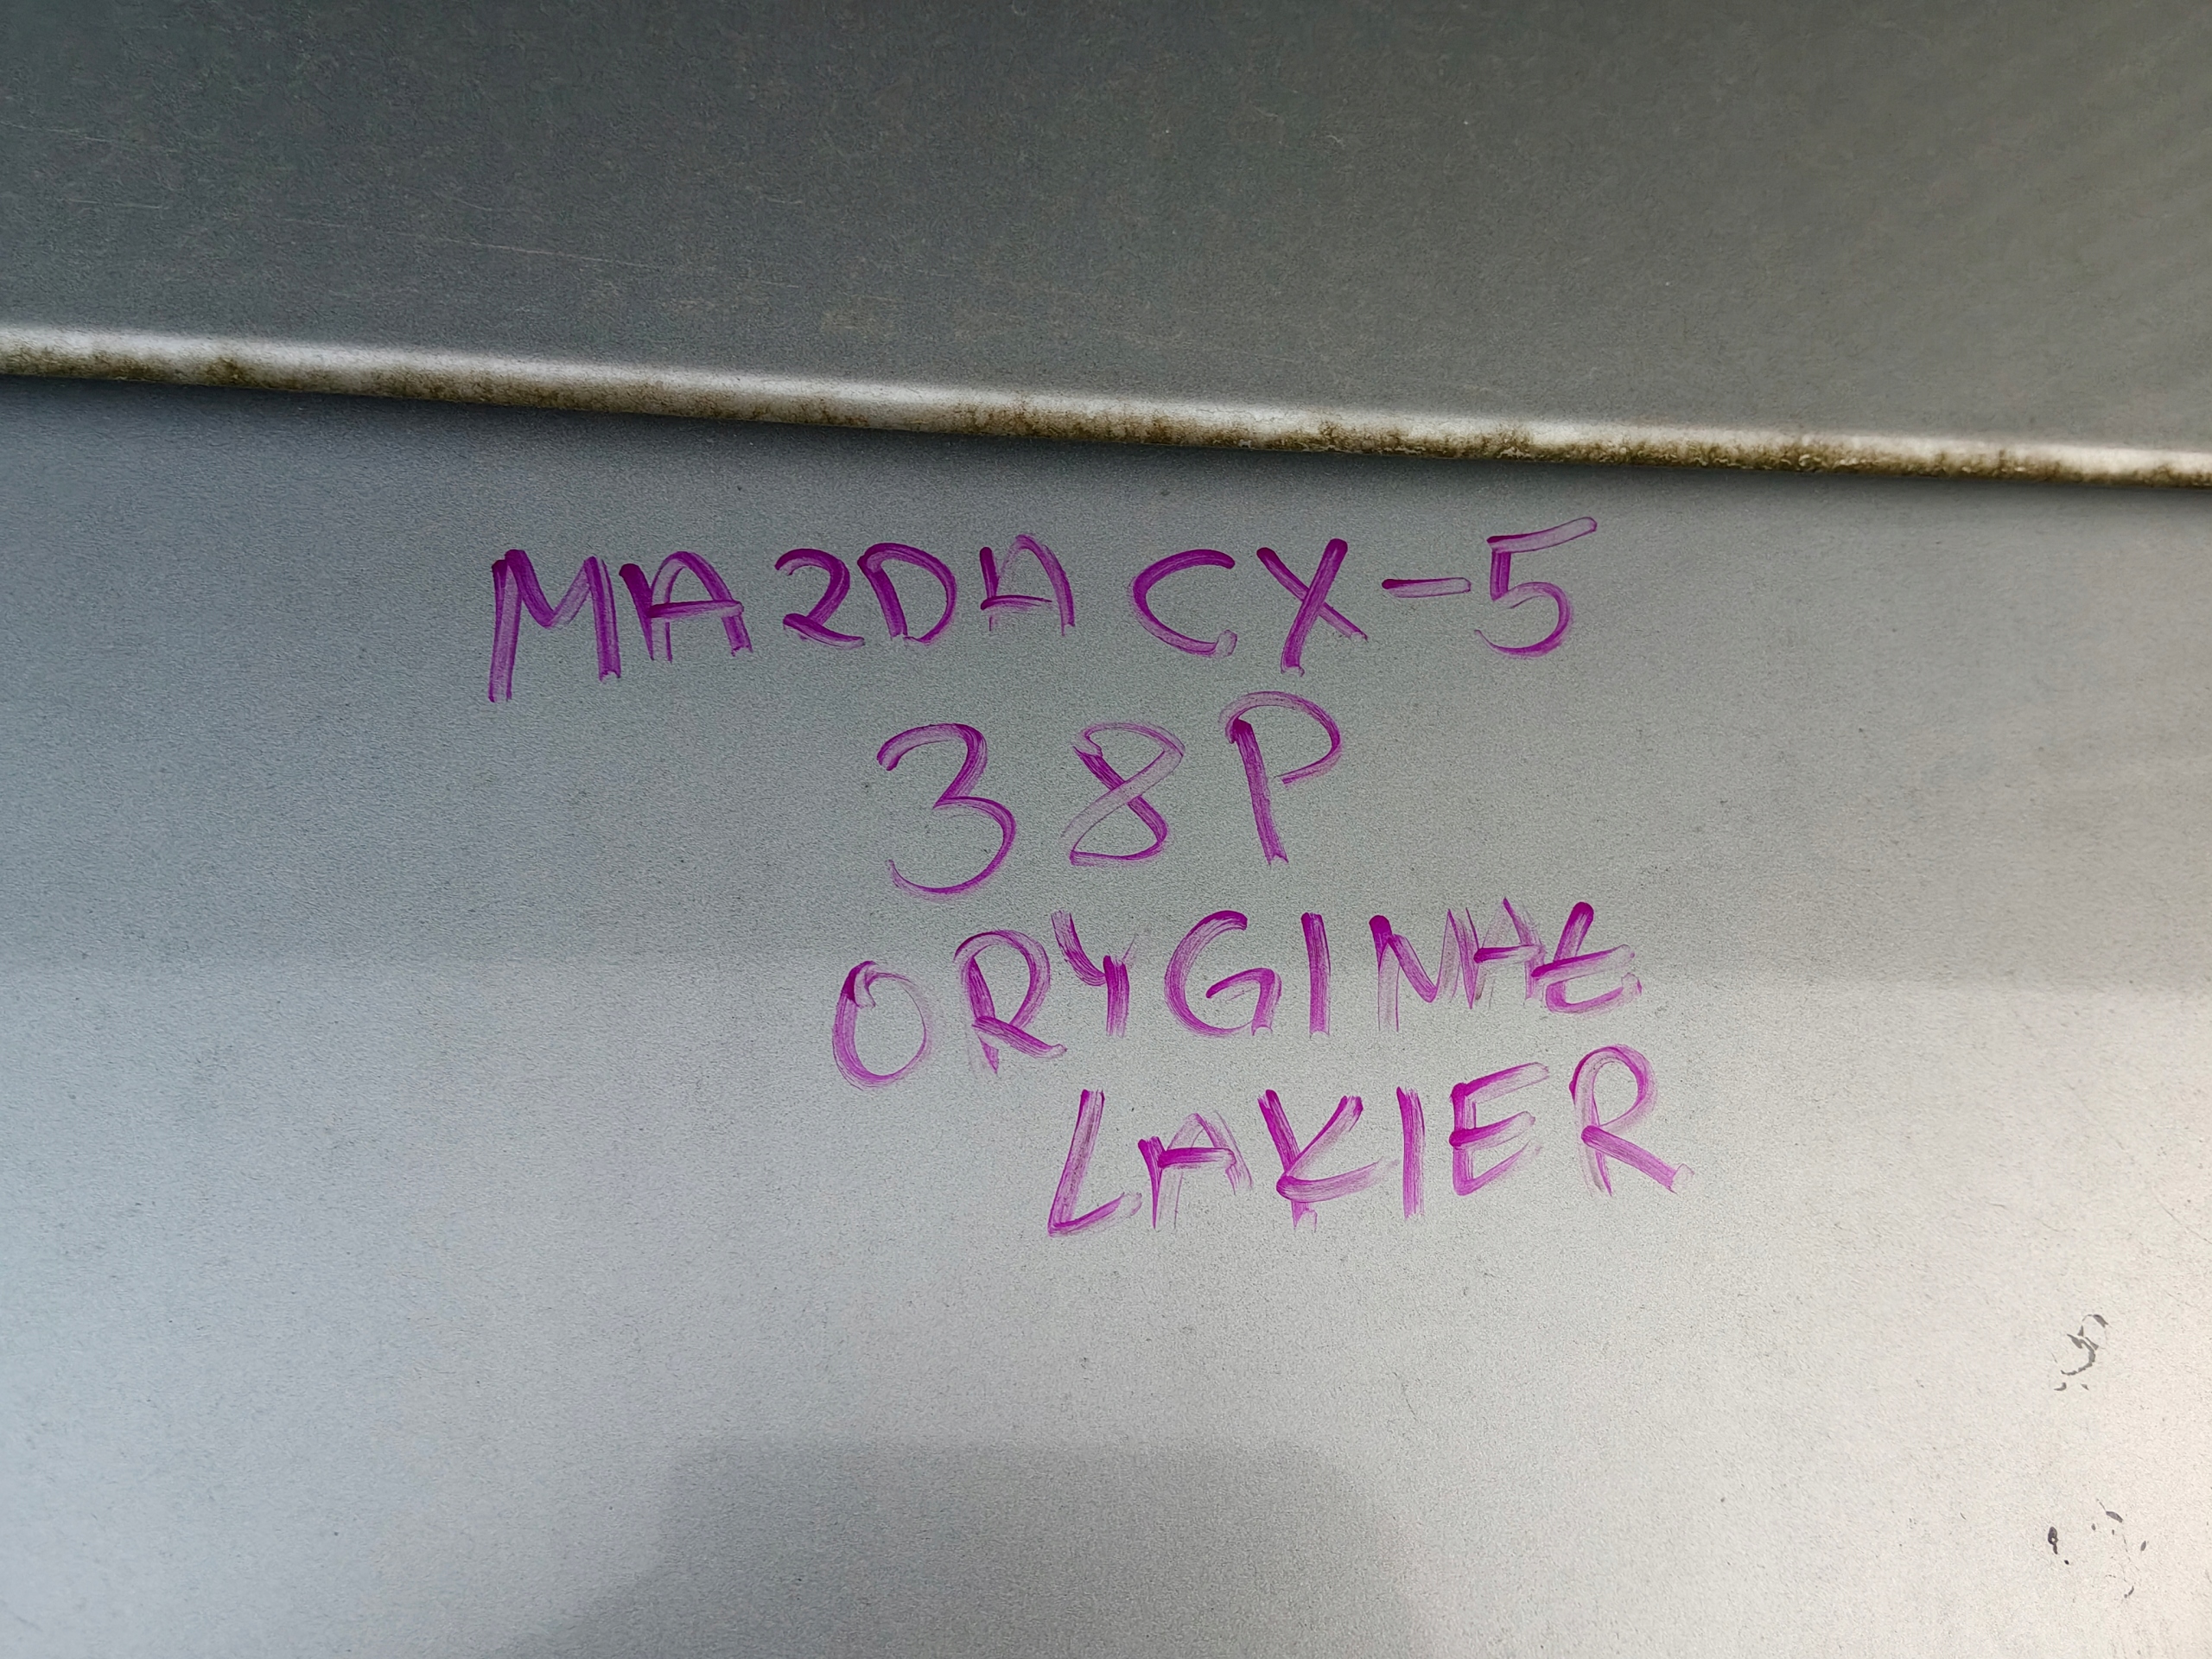 MAZDA CX-5
38P
ORYGINAŁ
LAKIER